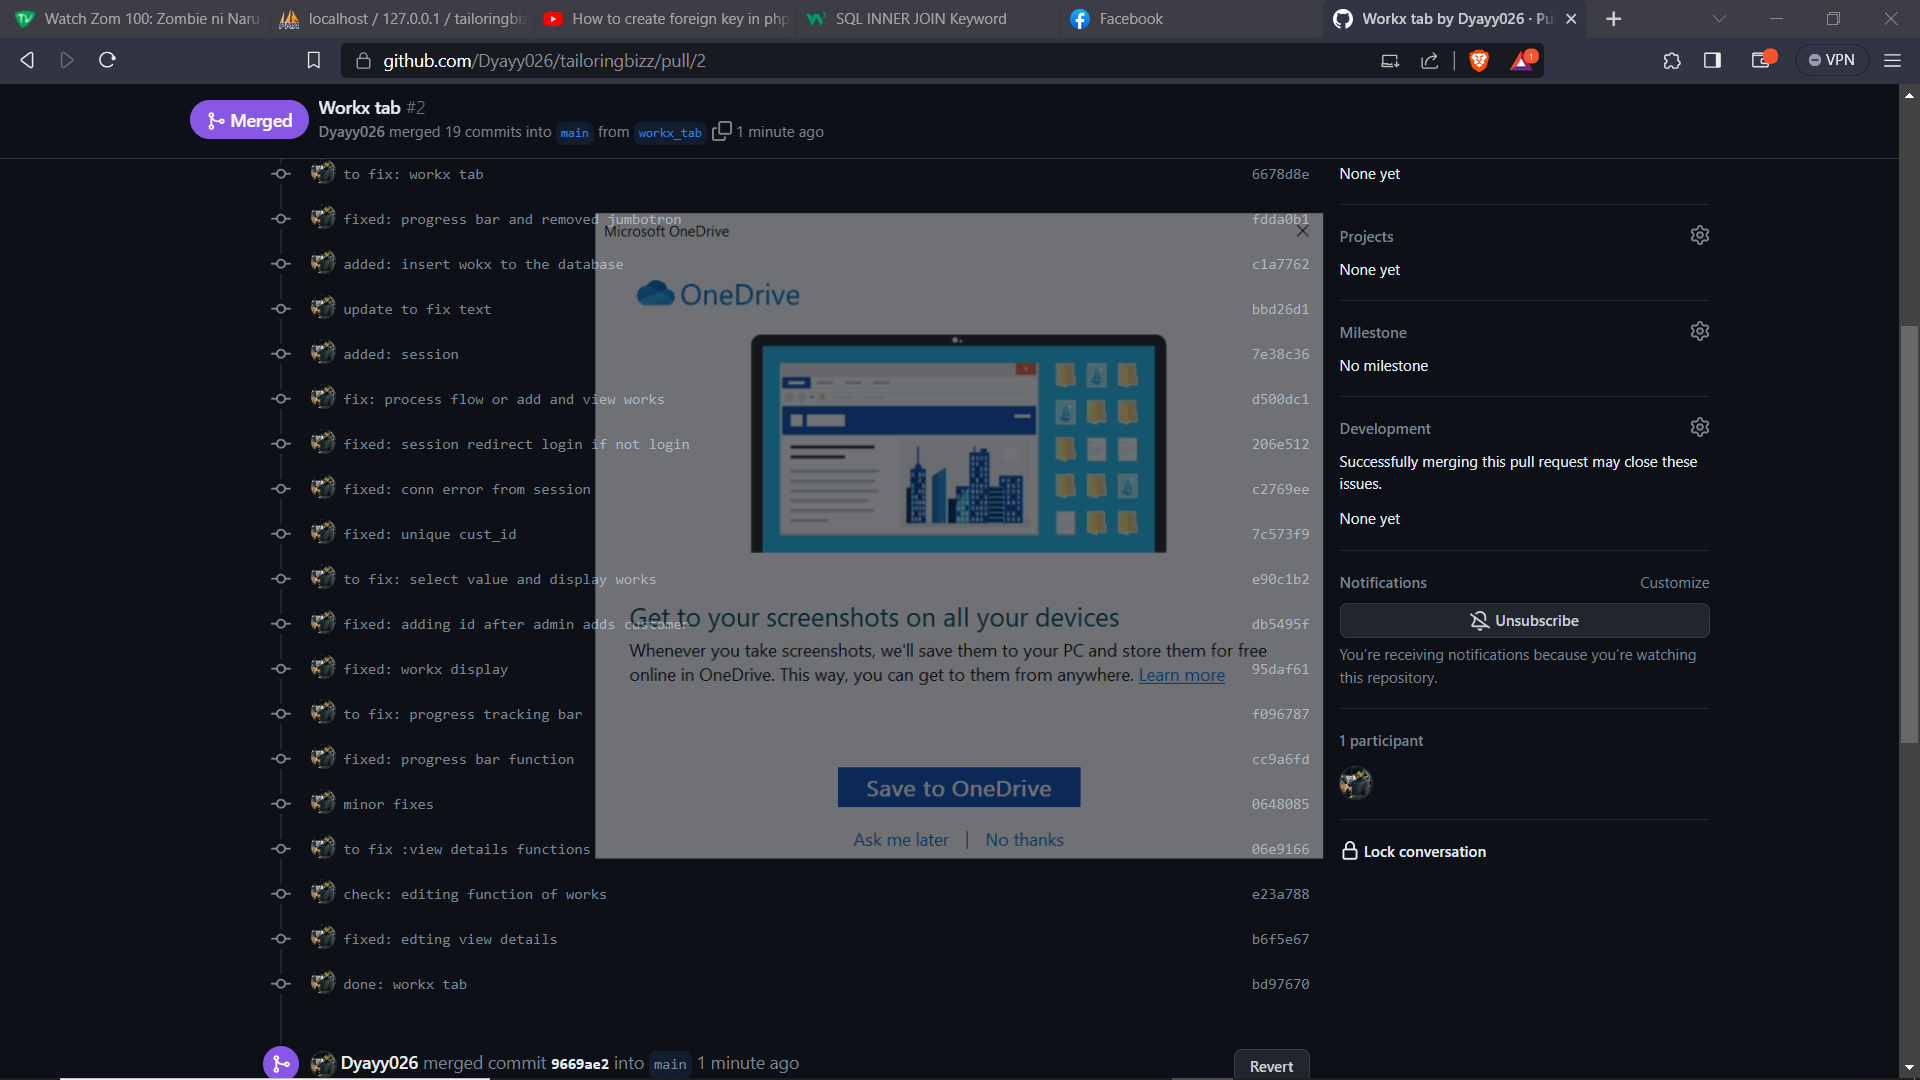 Watch Zom 100: Zombie ni Naru
localhost / 127.0.0.1 / tailoringbiz
How to create foreign key in php
SQL INNER JOIN Keyword
Facebook
Workx tab by Dyayy026 · Pu
github.com/Dyayy026/tailoringbizz/pull/2
1
VPN
Merged
Workx tab #2
Dyayy026 merged 19 commits into main from workx_tab 1 minute ago
to fix: workx tab 6678d8e
fixed: progress bar and removed jumbotron fdda0b1
added: insert wokx to the database c1a7762
update to fix text bbd26d1
added: session 7e38c36
fix: process flow or add and view works d500dc1
fixed: session redirect login if not login 206e512
fixed: conn error from session c2769ee
fixed: unique cust_id 7c573f9
to fix: select value and display works e90c1b2
fixed: adding id after admin adds customer db5495f
fixed: workx display 95daf61
to fix: progress tracking bar f096787
fixed: progress bar function cc9a6fd
minor fixes 0648085
to fix :view details functions 06e9166
check: editing function of works e23a788
fixed: edting view details b6f5e67
done: workx tab bd97670
Dyayy026 merged commit 9669ae2 into main 1 minute ago
Revert
Microsoft OneDrive
OneDrive
Get to your screenshots on all your devices
Whenever you take screenshots, we'll save them to your PC and store them for free
online in OneDrive. This way, you can get to them from anywhere. Learn more
Save to OneDrive
Ask me later | No thanks
None yet
Projects
None yet
Milestone
No milestone
Development
Successfully merging this pull request may close these
issues.
None yet
Notifications Customize
Unsubscribe
You're receiving notifications because you're watching
this repository.
1 participant
Lock conversation